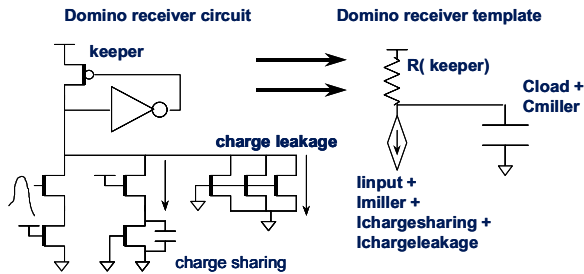 Domino receiver circuit
Domino receiver template
keeper
R( keeper)
Cload +
Cmiller
charge leakage
Iinput +
Imiller +
Ichargesharing +
Ichargeleakage
charge sharing